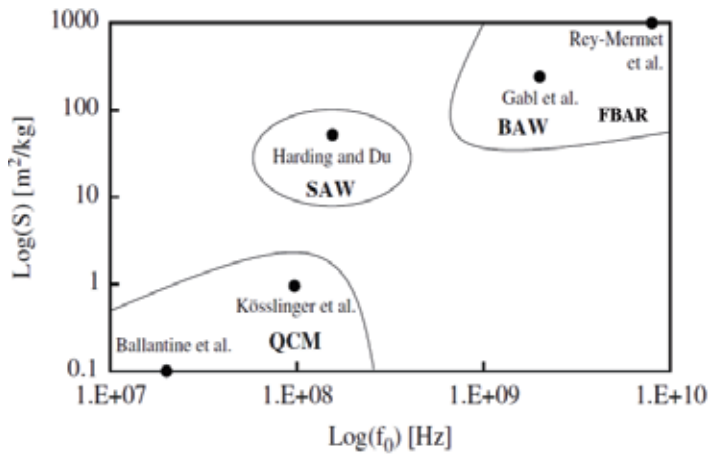 1000
100
10
1
0.1
Log(S) [m²/kg]
Rey-Mermet
et al.
Gabl et al.
FBAR
BAW
Harding and Du
SAW
Kösslinger et al.
QCM
Ballantine et al.
1.E+07
1.E+08
1.E+09
1.E+10
Log(f₀) [Hz]